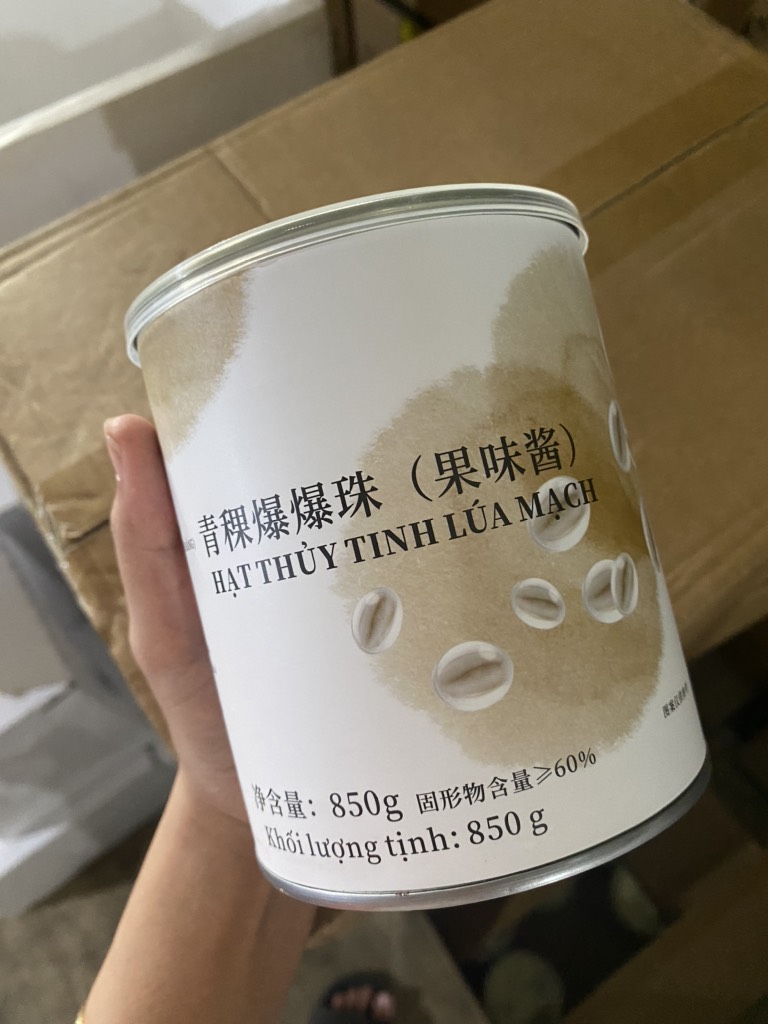 青稞爆爆珠（果味酱）
HẠT THỦY TINH LÚA MẠCH
净含量：850g 固形物含量≥60%
Khối lượng tịnh: 850 g